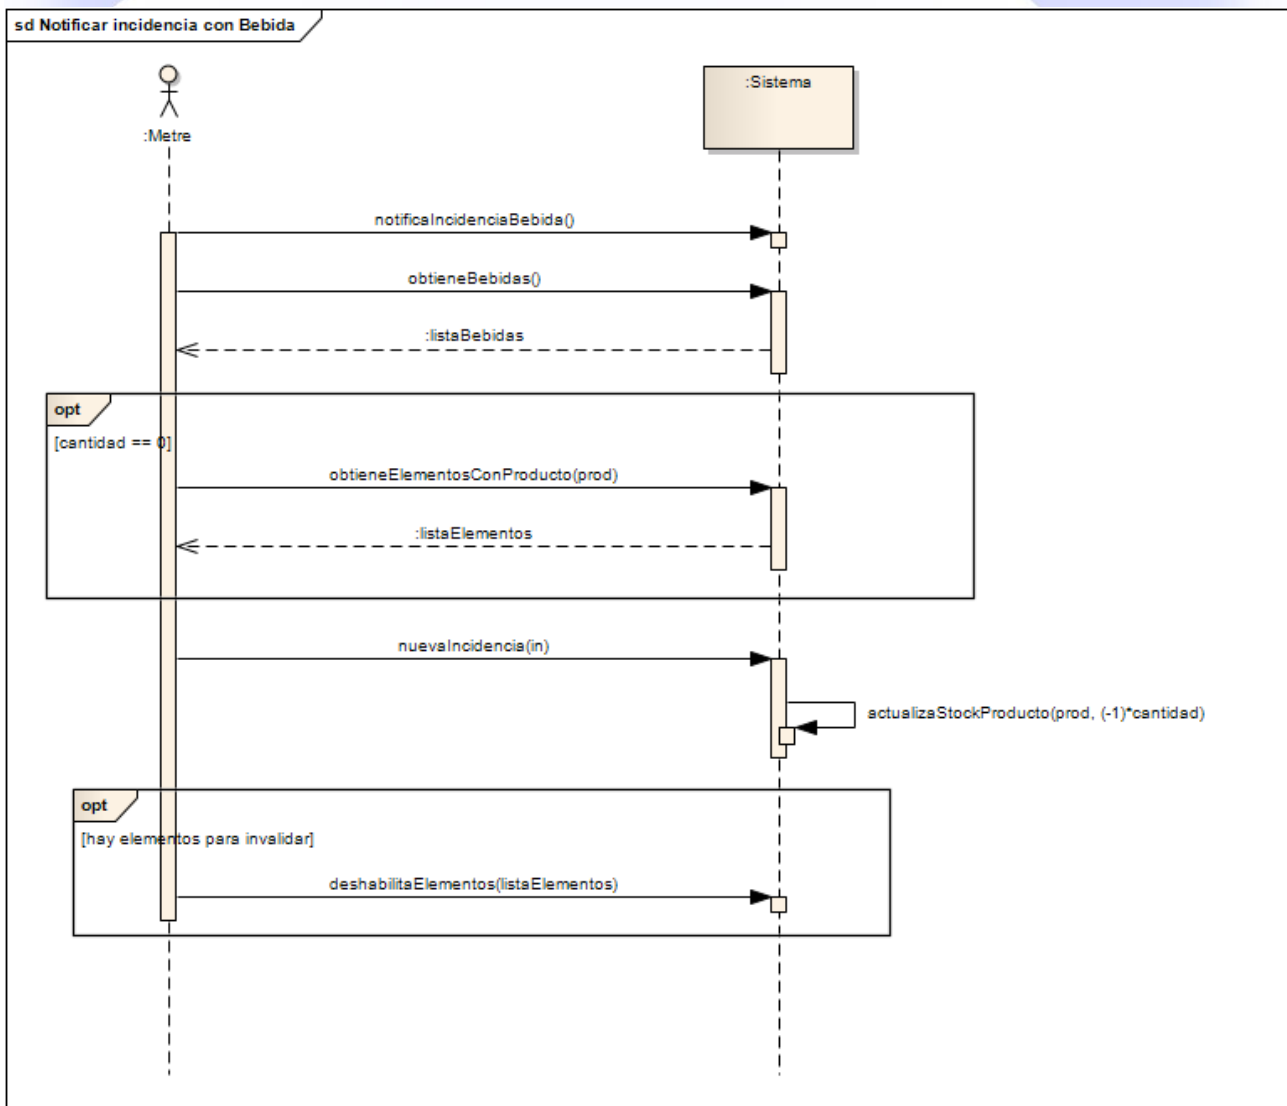 sd Notificar incidencia con Bebida
:Metre
:Sistema
notificaIncidenciaBebida()
obtieneBebidas()
:listaBebidas
opt
[cantidad == 0]
obtieneElementosConProducto(prod)
:listaElementos
nuevaIncidencia(in)
actualizaStockProducto(prod, (-1)*cantidad)
opt
[hay elementos para invalidar]
deshabilitaElementos(listaElementos)